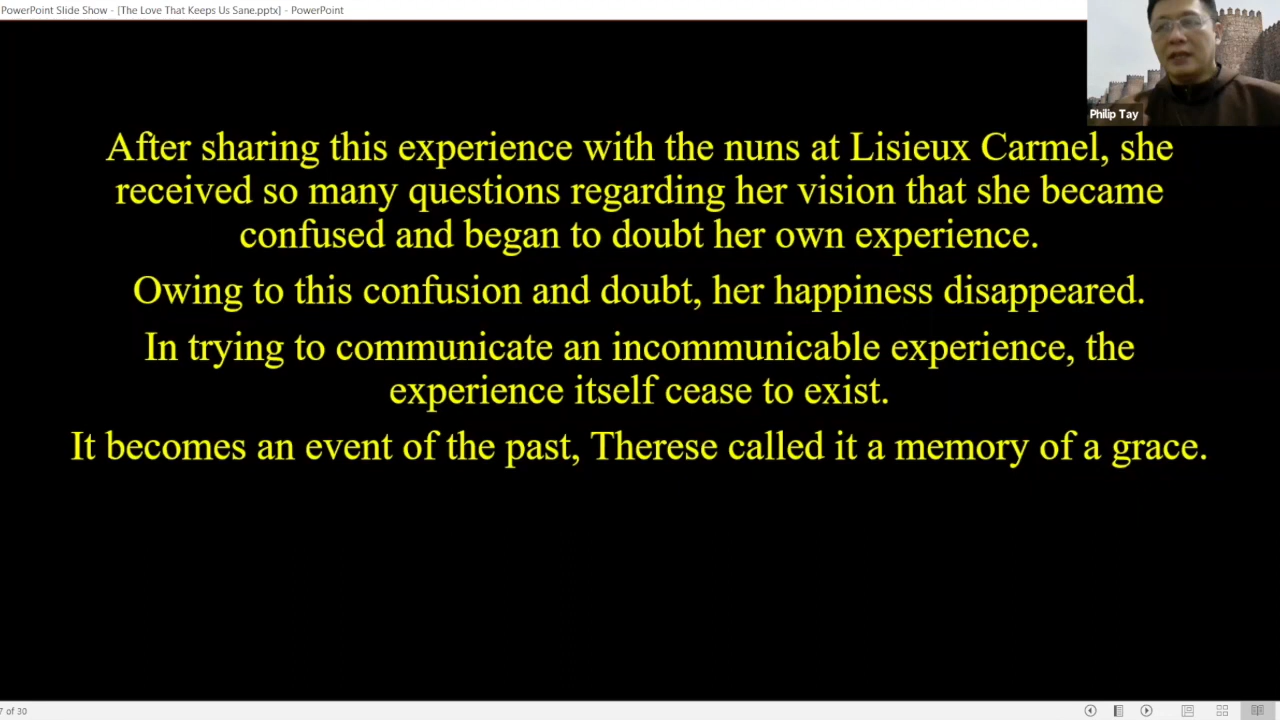 PowerPoint Slide Show - [The Love That Keeps Us Sane.pptx] - PowerPoint
Philip Tay
After sharing this experience with the nuns at Lisieux Carmel, she
received so many questions regarding her vision that she became
confused and began to doubt her own experience.
Owing to this confusion and doubt, her happiness disappeared.
In trying to communicate an incommunicable experience, the
experience itself cease to exist.
It becomes an event of the past, Therese called it a memory of a grace.
7 of 30